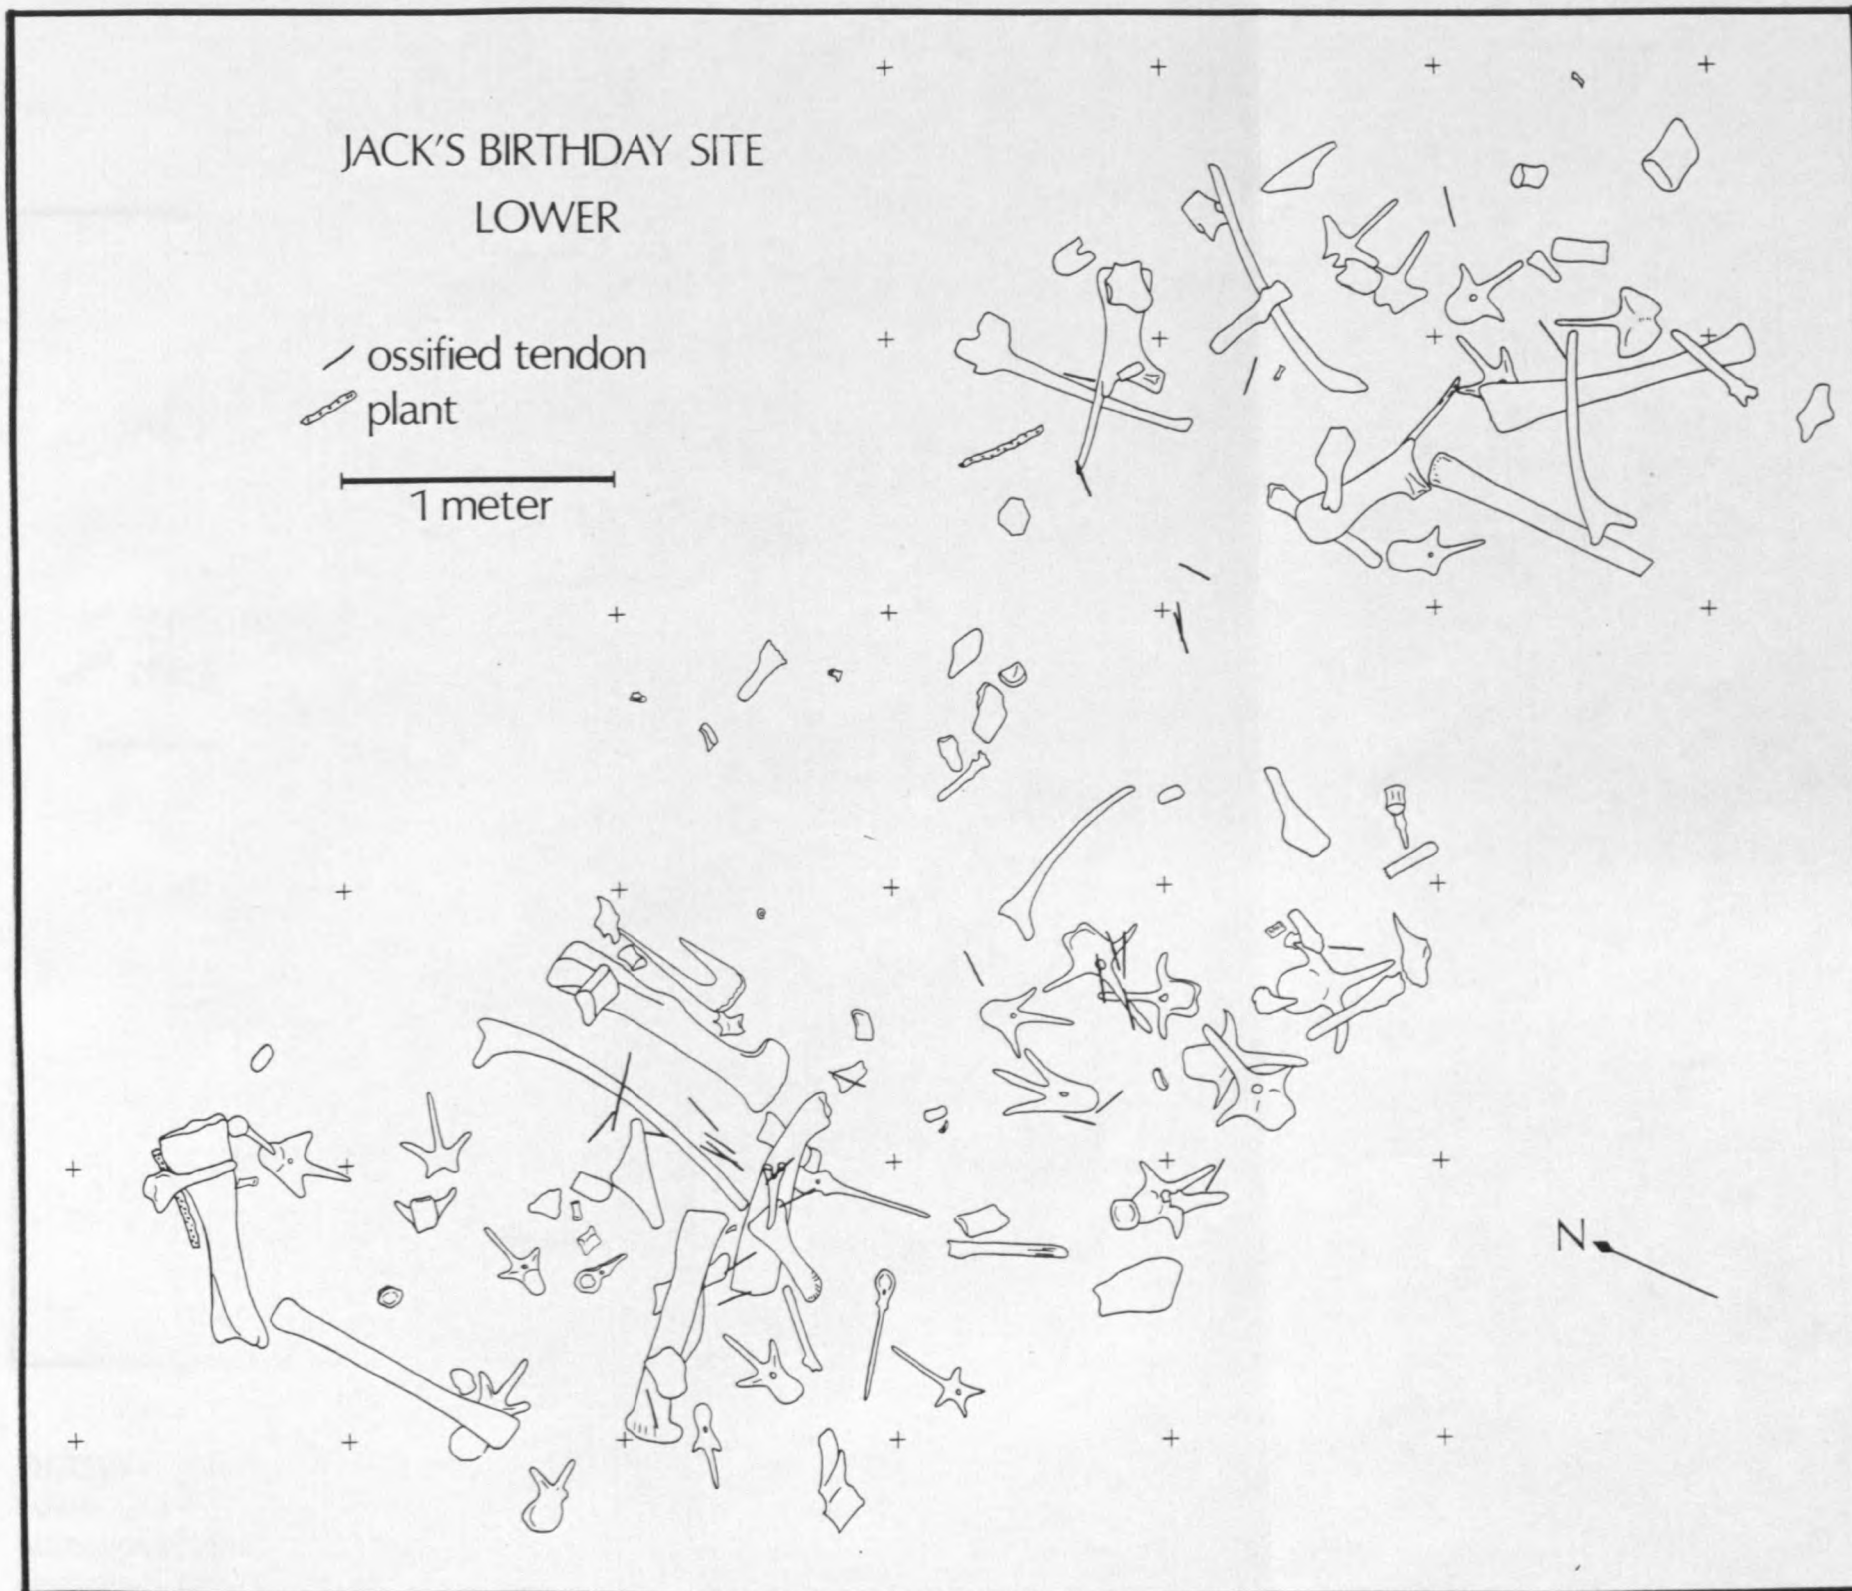 JACK'S BIRTHDAY SITE
LOWER
ossified tendon
plant
1 meter
N